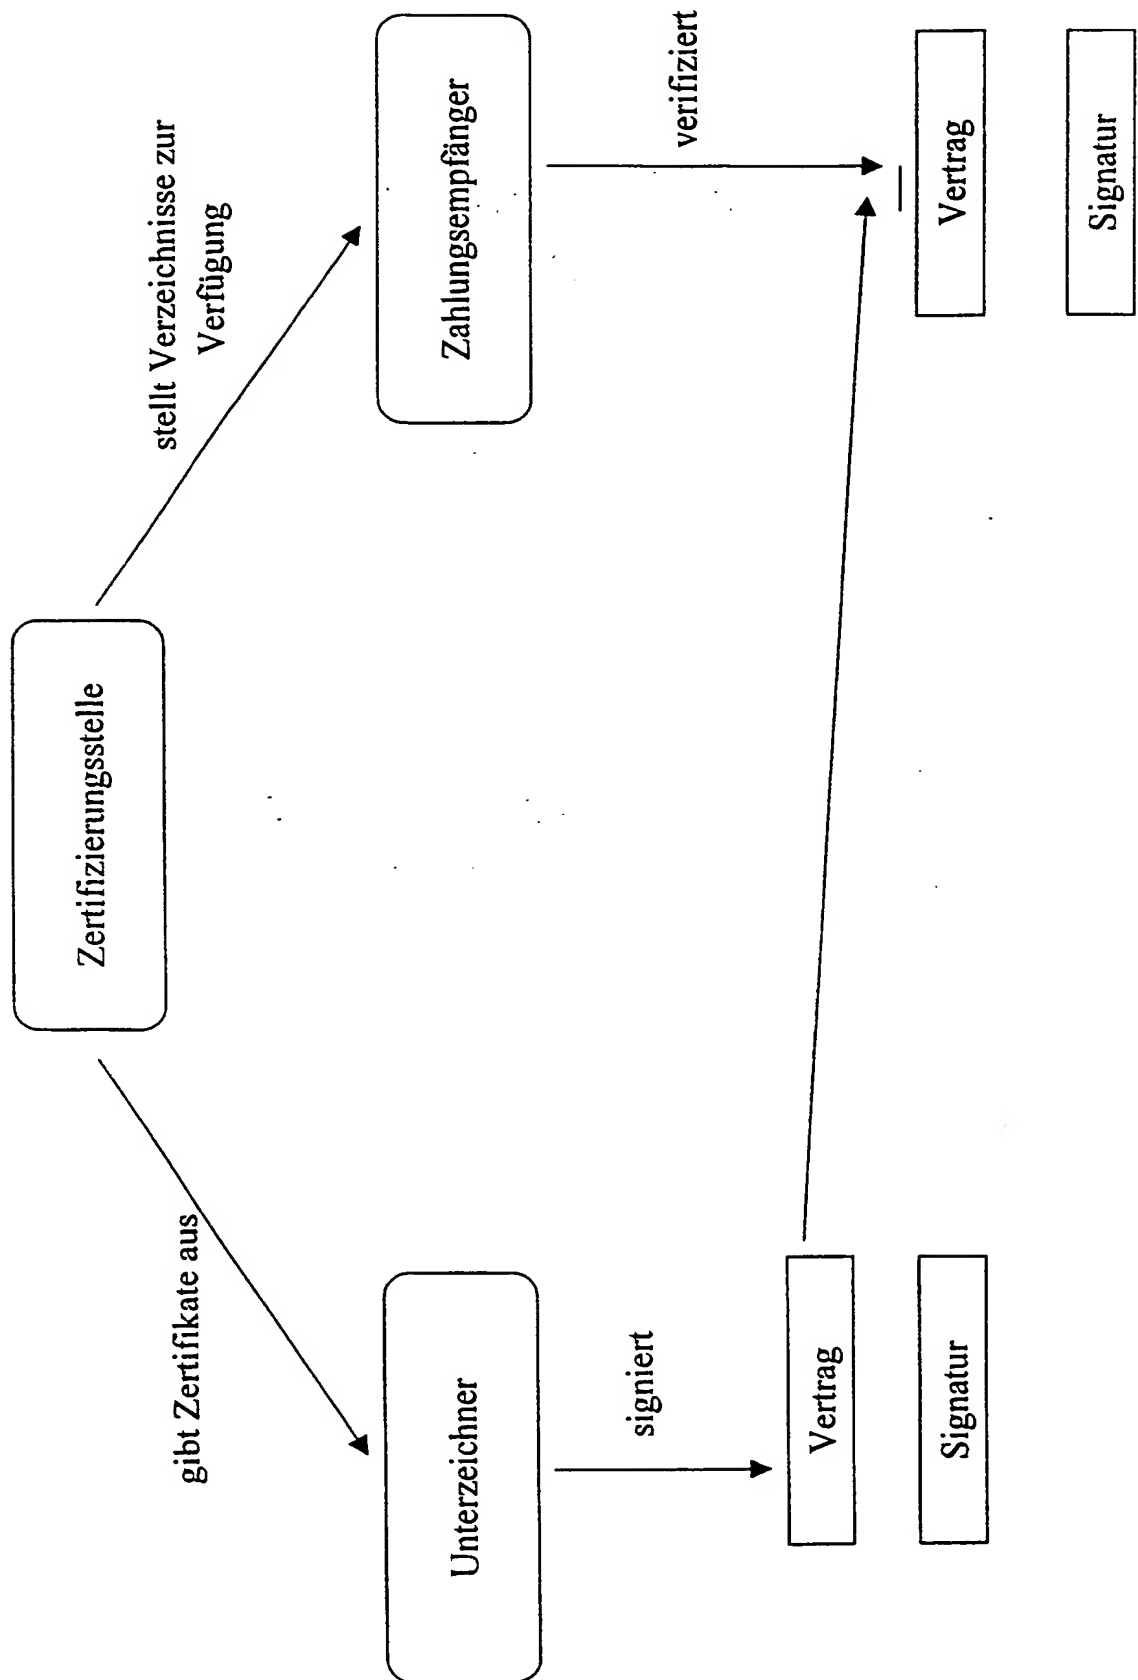 Zertifizierungsstelle
gibt Zertifikate aus
stellt Verzeichnisse zur
Verfügung
Unterzeichner
Zahlungsempfänger
signiert
verifiziert
Vertrag
Signatur
Vertrag
Signatur